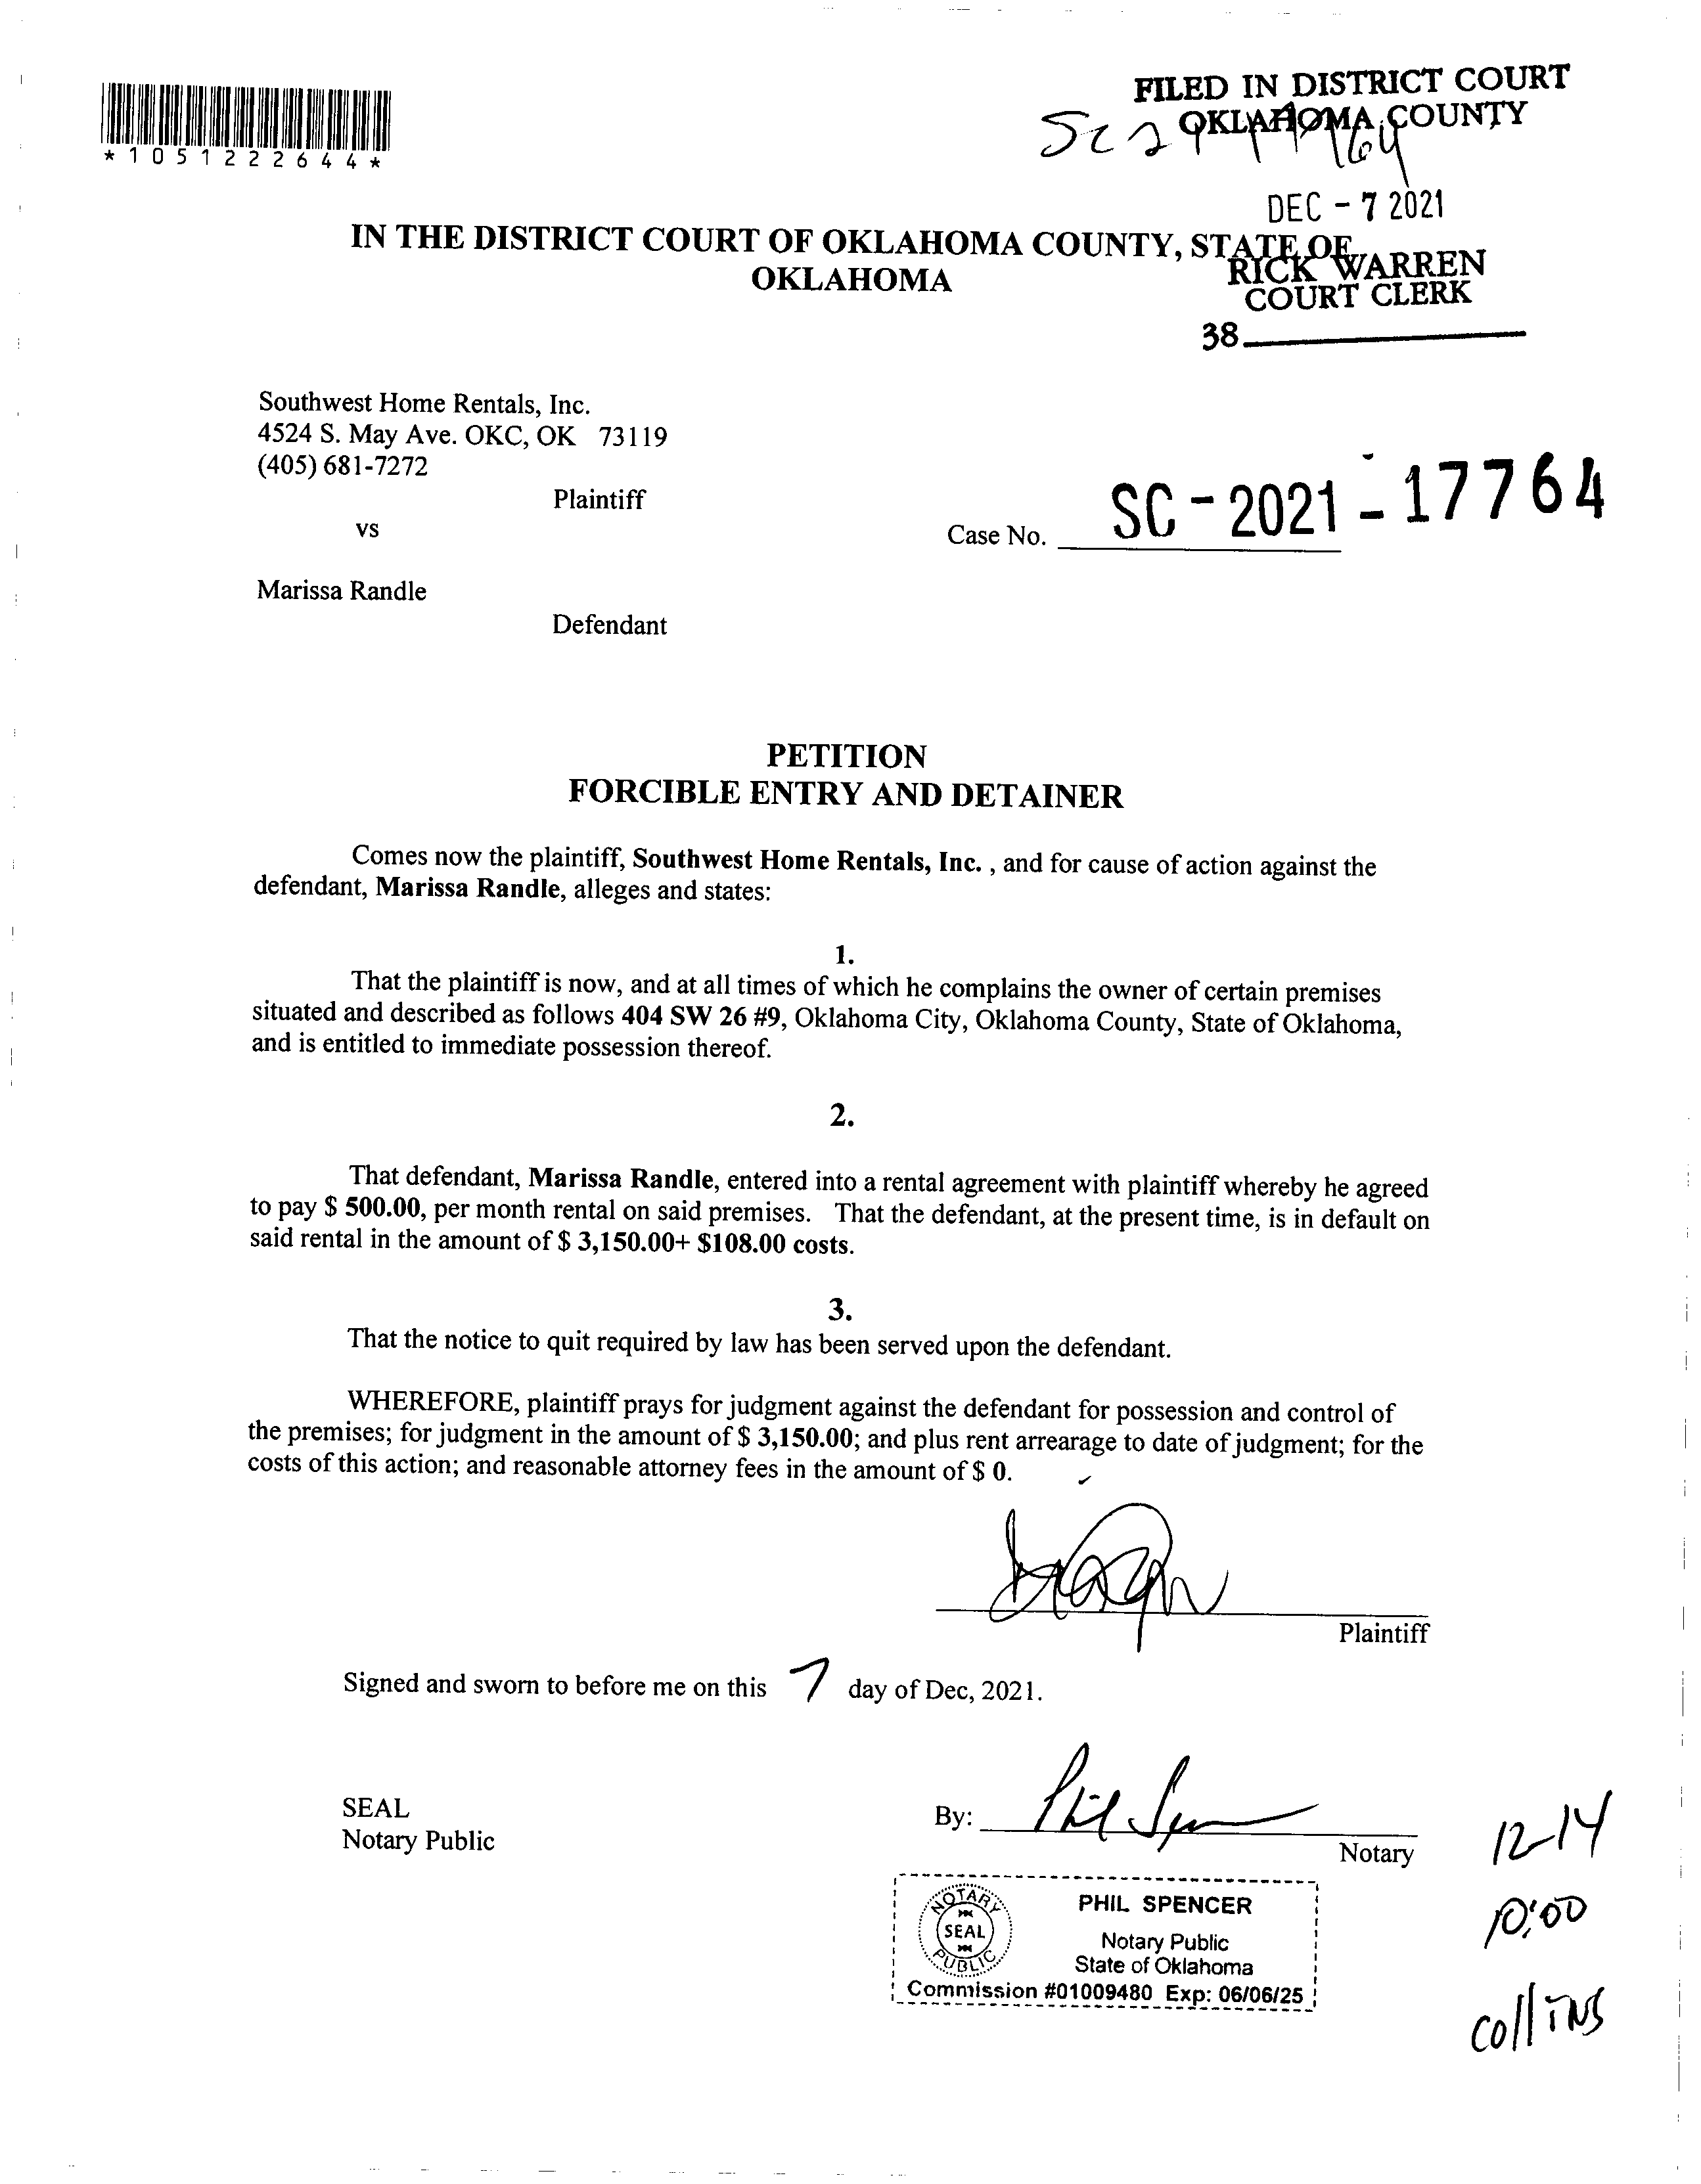 *1051222644*
FILED IN DISTRICT COURT
OKLAHOMA COUNTY
DEC - 7 2021
RICK WARREN
COURT CLERK
38
IN THE DISTRICT COURT OF OKLAHOMA COUNTY, STATE OF
OKLAHOMA
Southwest Home Rentals, Inc.
4524 S. May Ave. OKC, OK 73119
(405) 681-7272
Plaintiff
vs
Case No. SC - 2021 - 17764
Marissa Randle
Defendant
PETITION
FORCIBLE ENTRY AND DETAINER
Comes now the plaintiff, Southwest Home Rentals, Inc. , and for cause of action against the
defendant, Marissa Randle, alleges and states:
1.
That the plaintiff is now, and at all times of which he complains the owner of certain premises
situated and described as follows 404 SW 26 #9, Oklahoma City, Oklahoma County, State of Oklahoma,
and is entitled to immediate possession thereof.
2.
That defendant, Marissa Randle, entered into a rental agreement with plaintiff whereby he agreed
to pay $ 500.00, per month rental on said premises. That the defendant, at the present time, is in default on
said rental in the amount of $ 3,150.00+ $108.00 costs.
3.
That the notice to quit required by law has been served upon the defendant.
WHEREFORE, plaintiff prays for judgment against the defendant for possession and control of
the premises; for judgment in the amount of $ 3,150.00; and plus rent arrearage to date of judgment; for the
costs of this action; and reasonable attorney fees in the amount of $ 0.
Plaintiff
Signed and sworn to before me on this 7 day of Dec, 2021.
SEAL
Notary Public
By: Phil Spencer
Notary
NOTARY
SEAL
PUBLIC
PHIL SPENCER
Notary Public
State of Oklahoma
Commission #01009480 Exp: 06/06/25
12-14
10:00
Collins